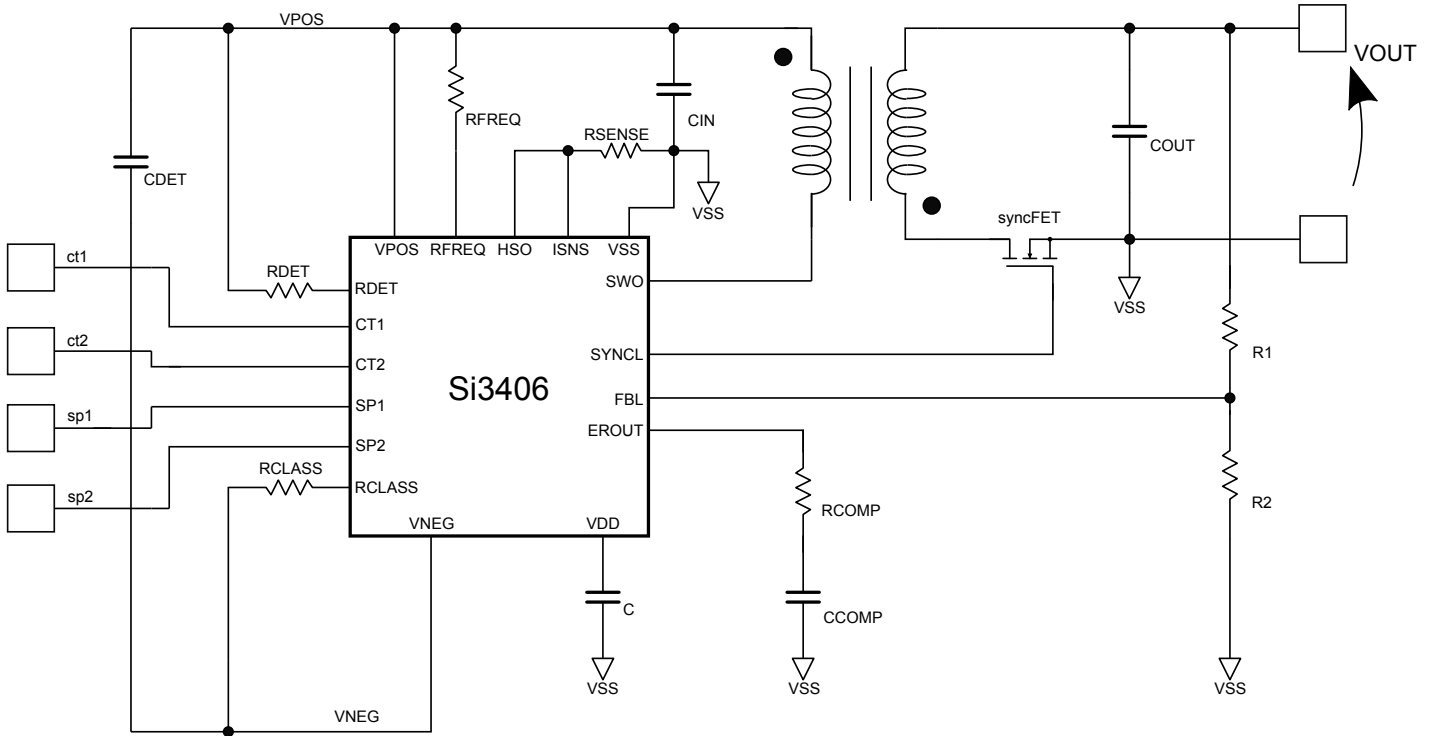 VPOS
VOUT
RFREQ
CIN
RSENSE
COUT
CDET
VSS
syncFET
VPOS
RFREQ
HSO
ISNS
VSS
ct1
RDET
RDET
SWO
VSS
CT1
ct2
SYNCL
R1
CT2
Si3406
sp1
SP1
FBL
EROUT
SP2
RCLASS
sp2
RCLASS
RCOMP
R2
VNEG
VDD
C
CCOMP
VSS
VSS
VSS
VNEG